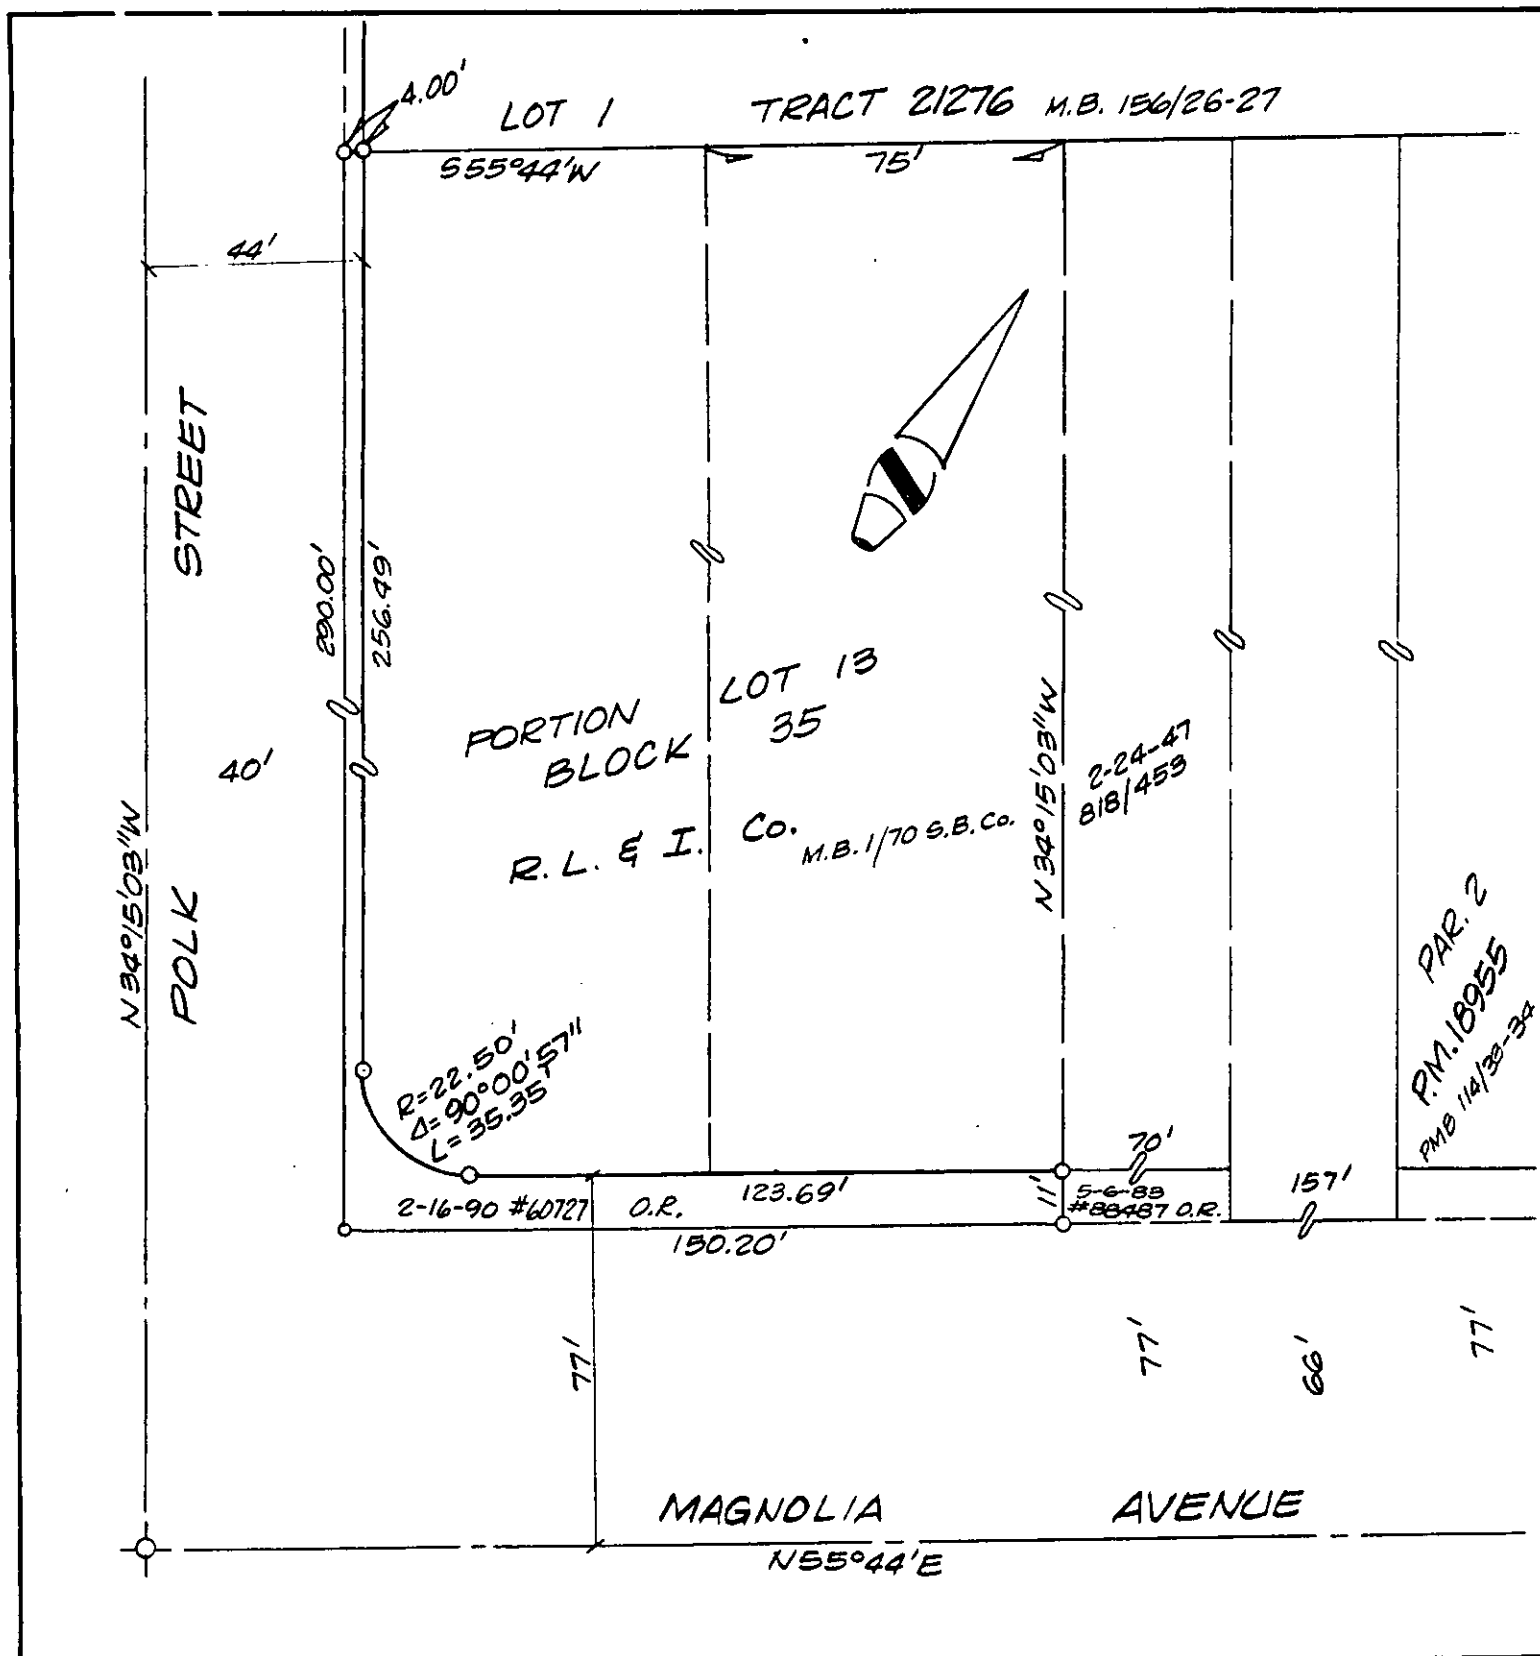 4.00'
LOT 1 TRACT 21276 M.B. 156/26-27
S55°44'W 75'
44'
POLK STREET
290.00'
256.49'
40'
N34°15'03"W
PORTION LOT 13
BLOCK 35
R. L. & I. Co. M.B. 1/70 S.B. Co.
N34°15'03"W
2-24-47
818/453
PAR. 2
P.M. 18955
PMB 114/33-34
R=22.50'
Δ=90°00'57"
L=35.35'
70'
123.69'
11'
157'
2-16-90 #60727 O.R.
5-6-83
#88487 O.R.
150.20'
77'
77'
66'
77'
MAGNOLIA AVENUE
N55°44'E